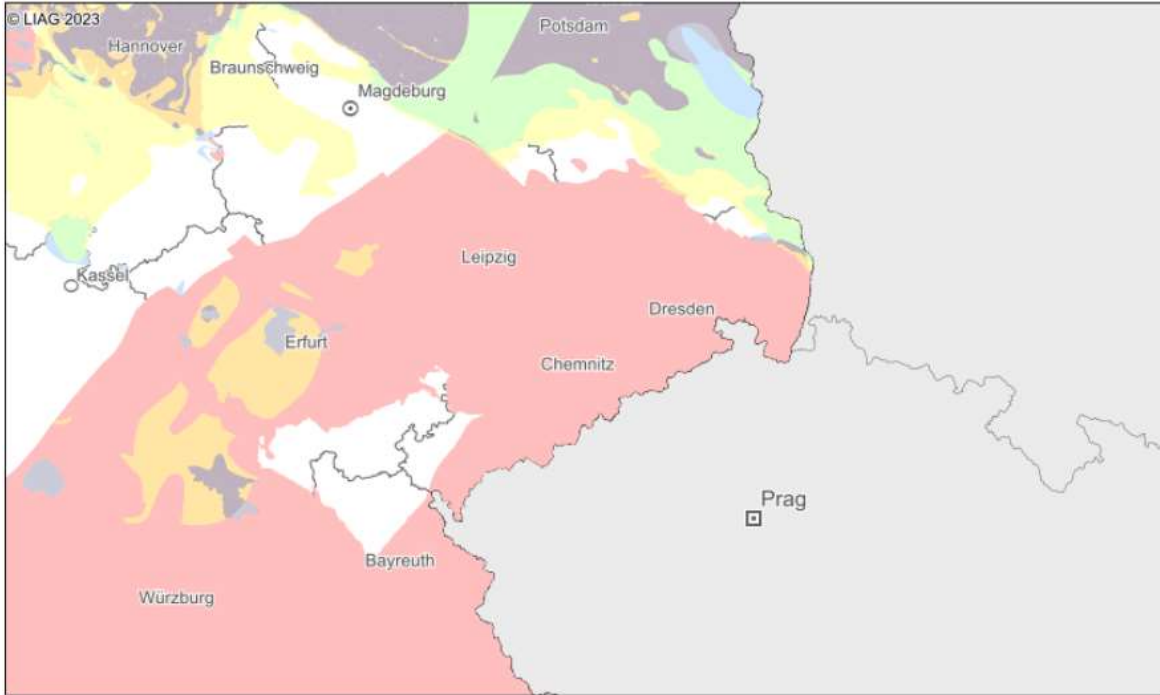 © LIAG 2023
Potsdam
Hannover
Braunschweig
Magdeburg
Leipzig
Kassel
Dresden
Erfurt
Chemnitz
Prag
Bayreuth
Würzburg